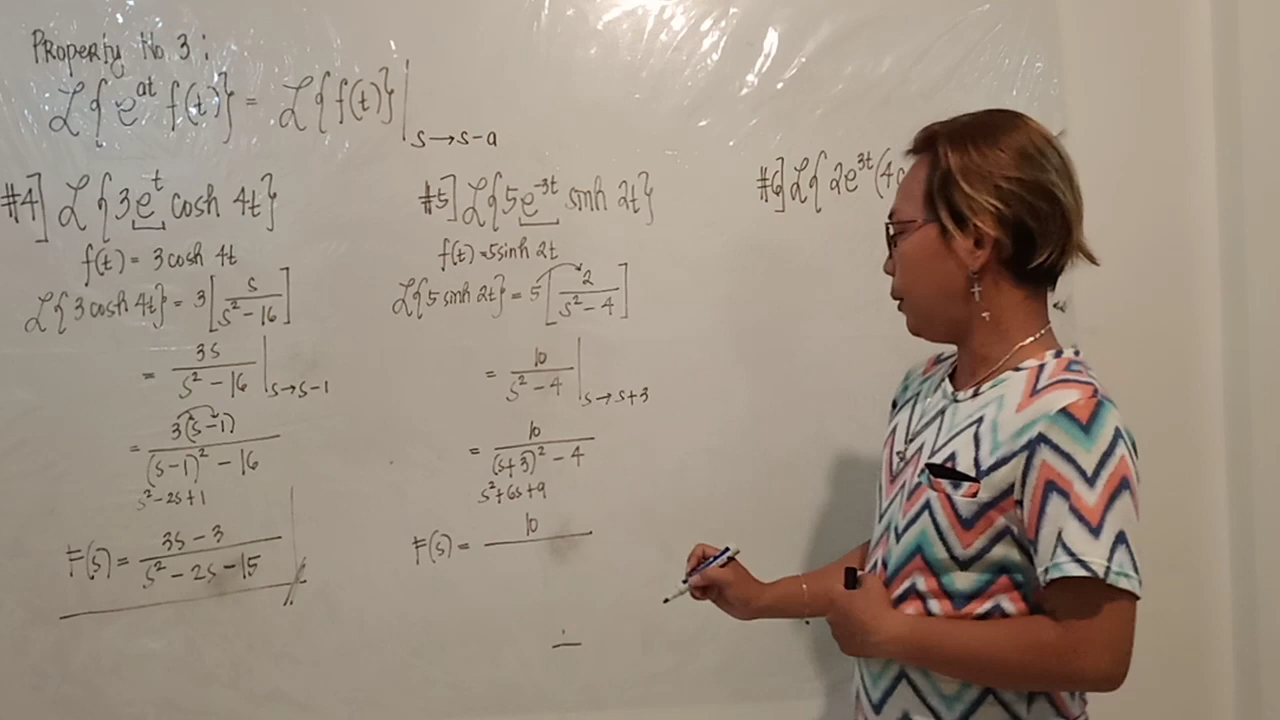 Property No. 3:
ℒ{e^{at} f(t)} = ℒ{f(t)}|_{s→s-a}
#4] ℒ{3e^t cosh 4t}
f(t) = 3 cosh 4t
ℒ{3 cosh 4t} = 3[s/(s²-16)]
= 3s/(s²-16)|_{s→s-1}
= 3(s-1)/((s-1)²-16)
s²-2s+1
F(s) = (3s-3)/(s²-2s-15)
#5] ℒ{5e^{-3t} sinh 2t}
f(t) = 5sinh 2t
ℒ{5 sinh 2t} = 5[2/(s²-4)]
= 10/(s²-4)|_{s→s+3}
= 10/((s+3)²-4)
s²+6s+9
F(s) = 10/
#6] ℒ{2e^{3t}(4